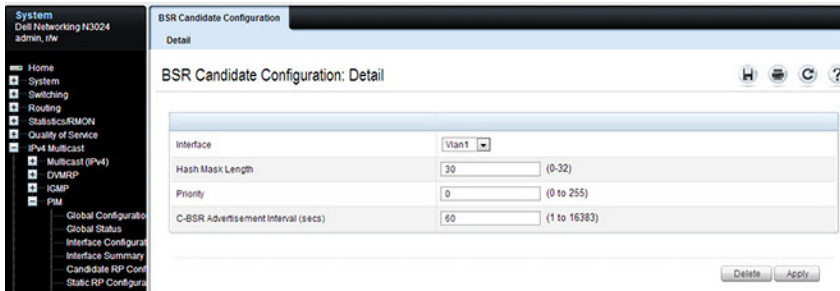 System
Dell Networking N3024
admin, r/w
Home
System
Switching
Routing
Statistics/RMON
Quality of Service
IPv4 Multicast
Multicast (IPv4)
DVMRP
IGMP
PIM
Global Configuratio
Global Status
Interface Configurat
Interface Summary
Candidate RP Conf
Static RP Configura
BSR Candidate Configuration
Detail
BSR Candidate Configuration: Detail
Interface Vlan1
Hash Mask Length 30 (0-32)
Priority 0 (0 to 255)
C-BSR Advertisement Interval (secs) 60 (1 to 16383)
Delete Apply